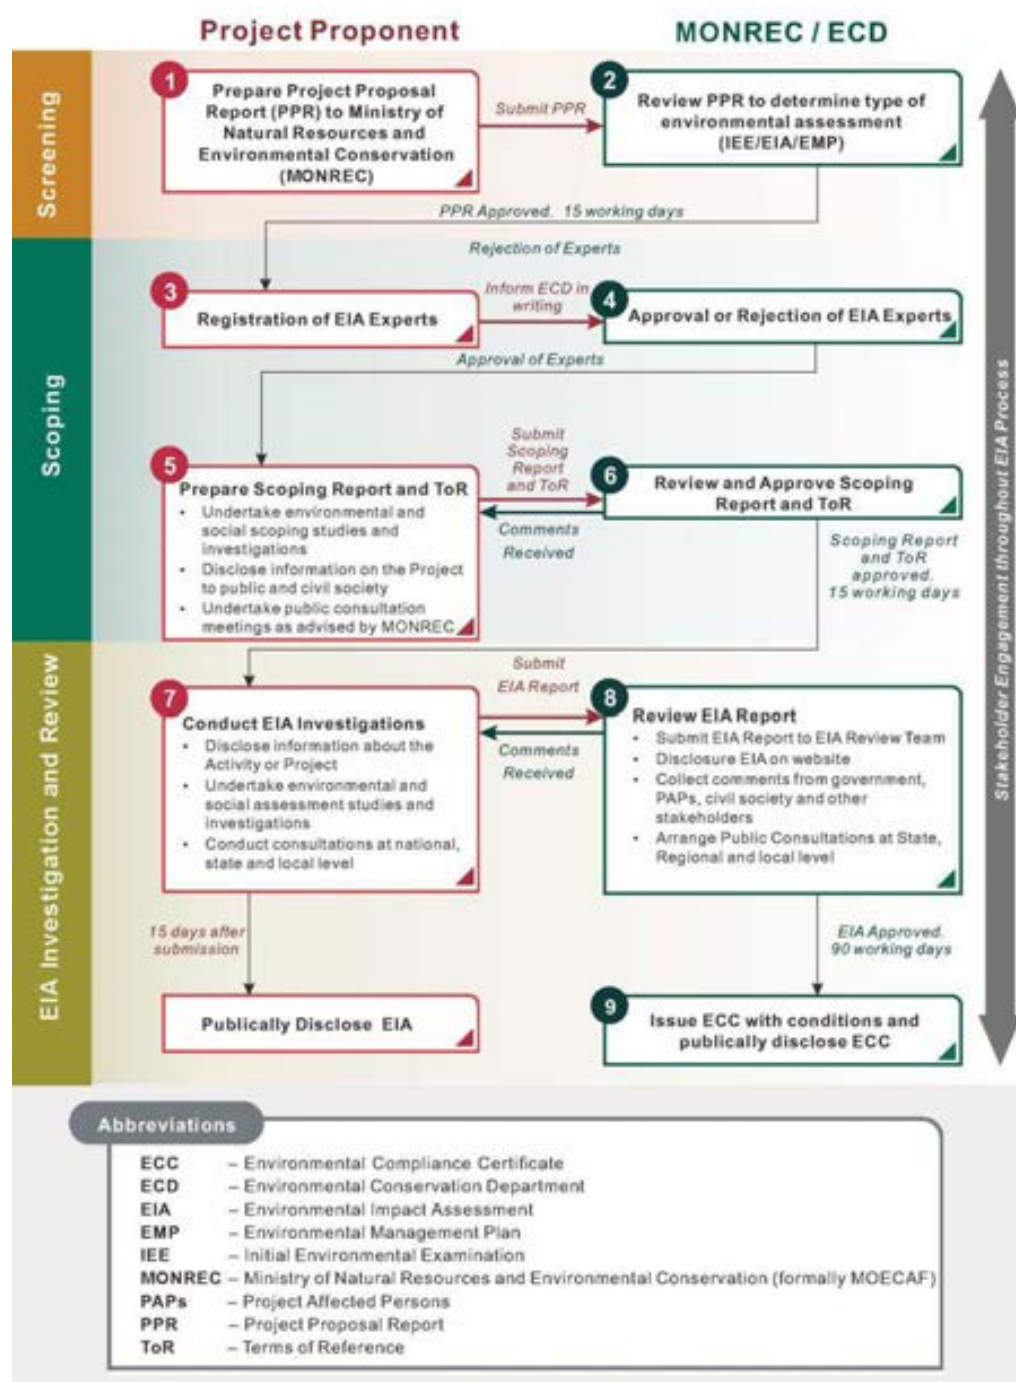 Project Proponent
MONREC / ECD
Screening
1
Prepare Project Proposal
Report (PPR) to Ministry of
Natural Resources and
Environmental Conservation
(MONREC)
Submit PPR
2
Review PPR to determine type of
environmental assessment
(IEE/EIA/EMP)
PPR Approved. 15 working days
Scoping
Rejection of Experts
3
Registration of EIA Experts
Inform ECD in
writing
4
Approval or Rejection of EIA Experts
Approval of Experts
5
Prepare Scoping Report and ToR
• Undertake environmental and
social scoping studies and
investigations
• Disclose information on the Project
to public and civil society
• Undertake public consultation
meetings as advised by MONREC
Submit
Scoping
Report
and ToR
Comments
Received
6
Review and Approve Scoping
Report and ToR
Scoping Report
and ToR
approved.
15 working days
EIA Investigation and Review
7
Conduct EIA Investigations
• Disclose information about the
Activity or Project
• Undertake environmental and
social assessment studies and
investigations
• Conduct consultations at national,
state and local level
Submit
EIA Report
Comments
Received
8
Review EIA Report
• Submit EIA Report to EIA Review Team
• Disclosure EIA on website
• Collect comments from government,
PAPs, civil society and other
stakeholders
• Arrange Public Consultations at State,
Regional and local level
15 days after
submission
EIA Approved.
90 working days
Publically Disclose EIA
9
Issue ECC with conditions and
publically disclose ECC
Stakeholder Engagement throughout EIA Process
Abbreviations
ECC – Environmental Compliance Certificate
ECD – Environmental Conservation Department
EIA – Environmental Impact Assessment
EMP – Environmental Management Plan
IEE – Initial Environmental Examination
MONREC – Ministry of Natural Resources and Environmental Conservation (formally MOECAF)
PAPs – Project Affected Persons
PPR – Project Proposal Report
ToR – Terms of Reference